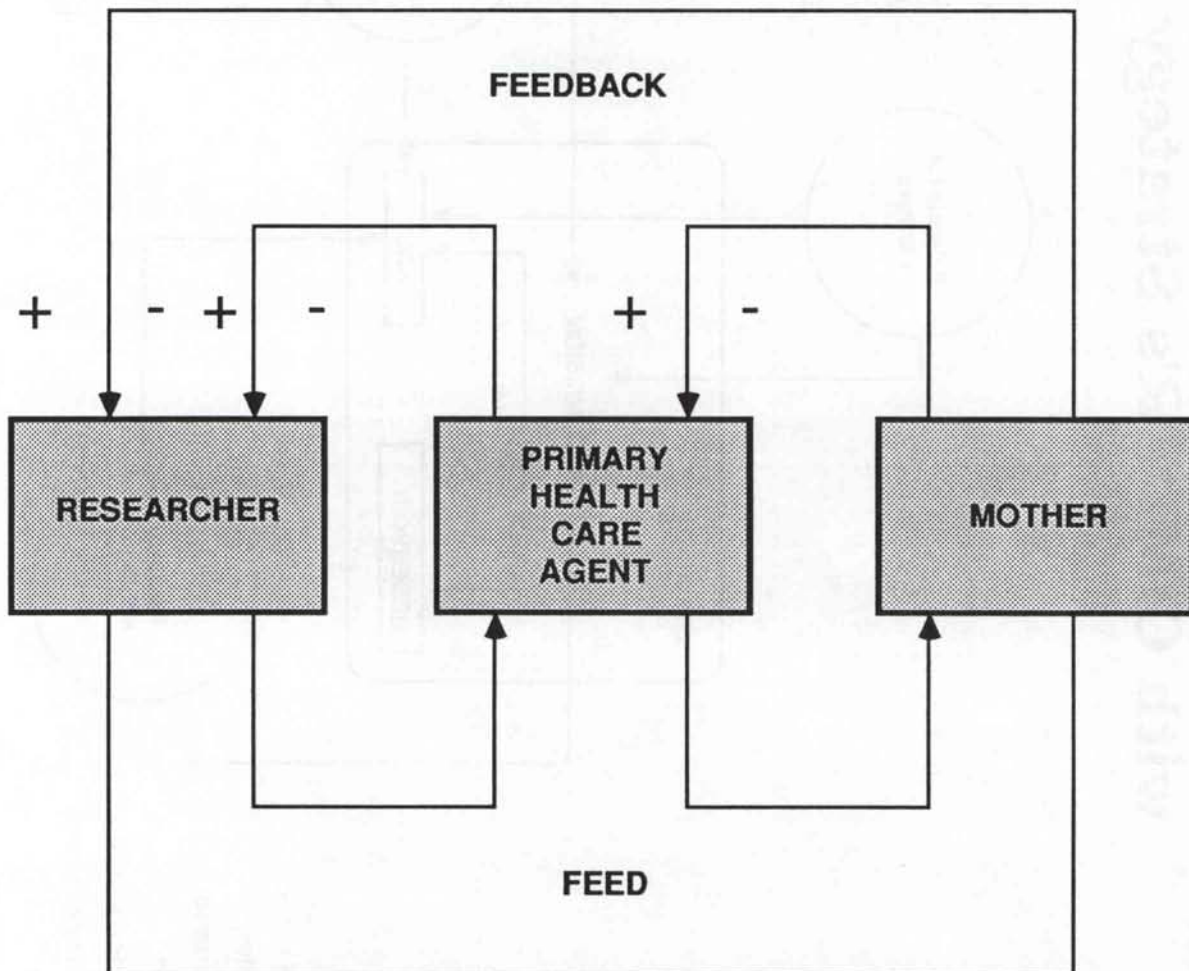 FEEDBACK
+ - + - + -
RESEARCHER
PRIMARY
HEALTH
CARE
AGENT
MOTHER
FEED